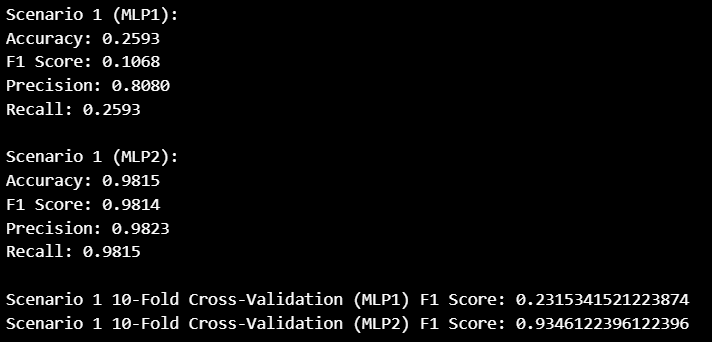 Scenario 1 (MLP1):
Accuracy: 0.2593
F1 Score: 0.1068
Precision: 0.8080
Recall: 0.2593
Scenario 1 (MLP2):
Accuracy: 0.9815
F1 Score: 0.9814
Precision: 0.9823
Recall: 0.9815
Scenario 1 10-Fold Cross-Validation (MLP1) F1 Score: 0.2315341521223874
Scenario 1 10-Fold Cross-Validation (MLP2) F1 Score: 0.9346122396122396